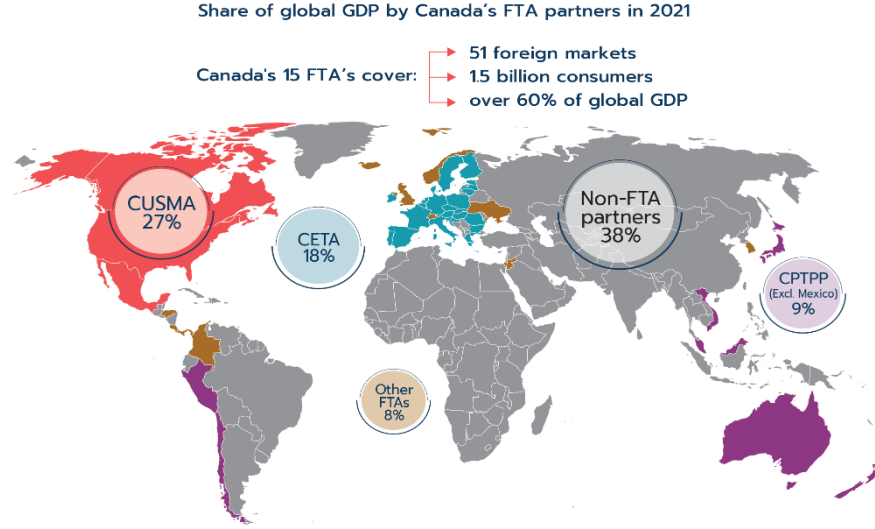 Share of global GDP by Canada's FTA partners in 2021
Canada's 15 FTA's cover:
51 foreign markets
1.5 billion consumers
over 60% of global GDP
CUSMA
27%
CETA
18%
Non-FTA
partners
38%
CPTPP
(Excl. Mexico)
9%
Other
FTAs
8%